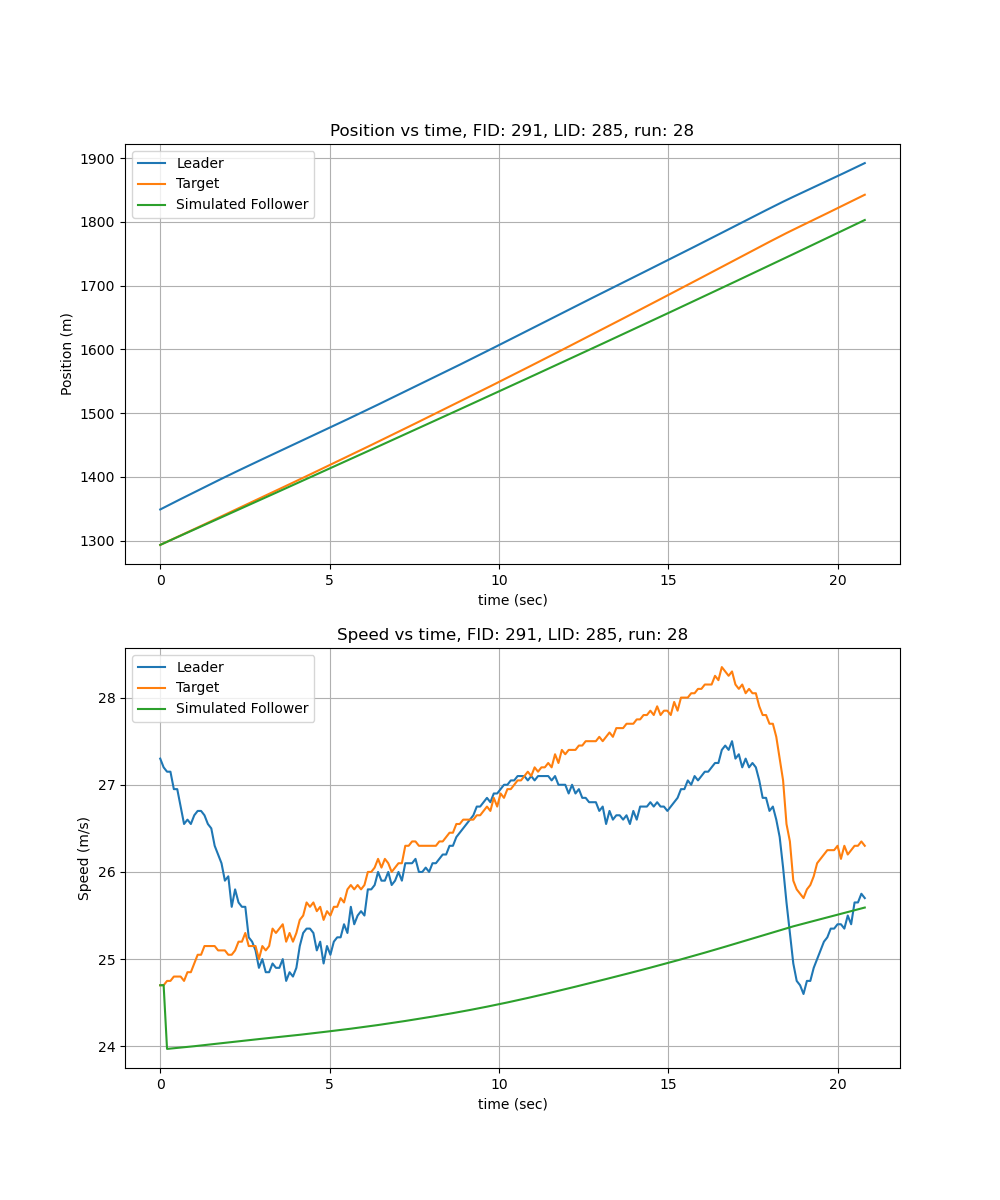 Position vs time, FID: 291, LID: 285, run: 28
Leader
Target
Simulated Follower
1900
1800
1700
1600
1500
1400
1300
Position (m)
0 5 10 15 20
time (sec)
Speed vs time, FID: 291, LID: 285, run: 28
Leader
Target
Simulated Follower
28
27
26
25
24
Speed (m/s)
0 5 10 15 20
time (sec)